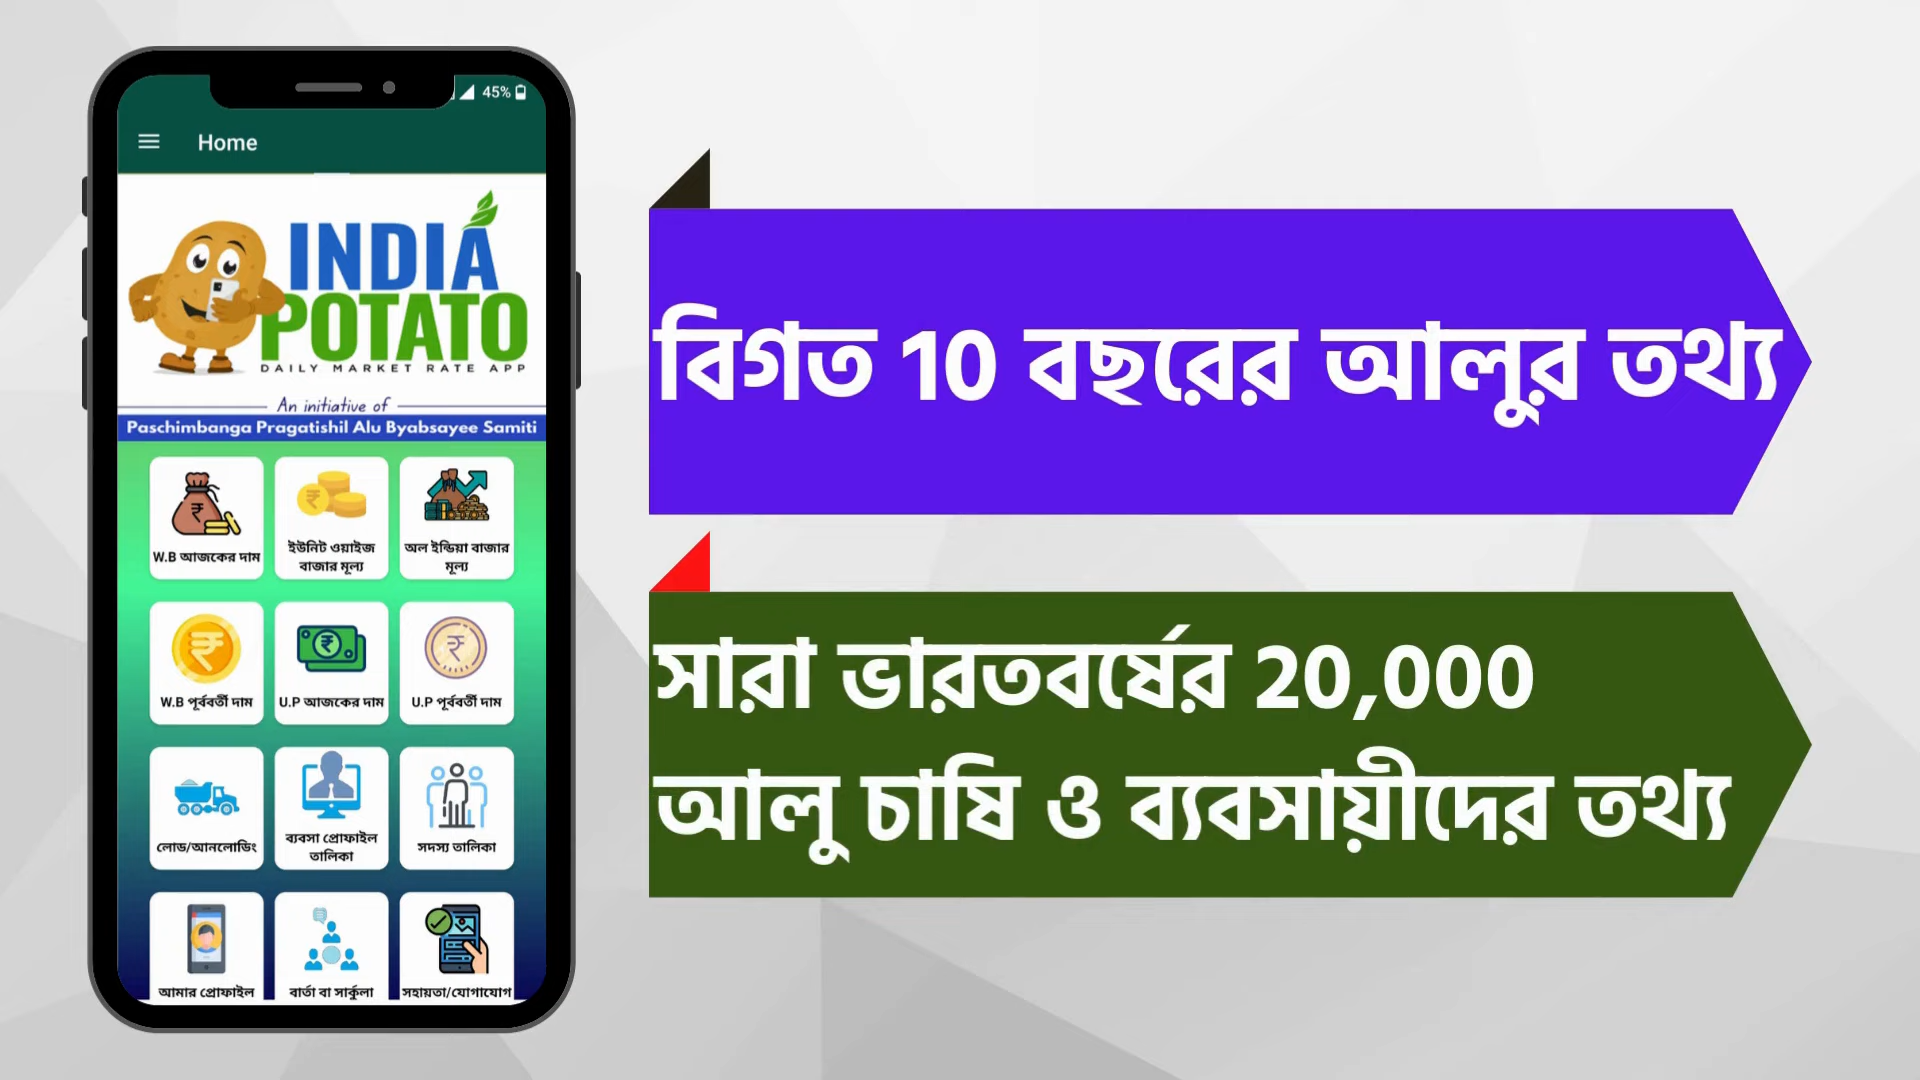 45%
Home
INDIA
POTATO
DAILY MARKET RATE APP
An initiative of
Paschimbanga Pragatishil Alu Byabsayee Samiti
W.B আজকের দাম
ইউনিট ওয়াইজ
বাজার মূল্য
অল ইন্ডিয়া বাজার
মূল্য
W.B পূর্ববর্তী দাম
U.P আজকের দাম
U.P পূর্ববর্তী দাম
লোড/আনলোডিং
ব্যবসা প্রোফাইল
তালিকা
সদস্য তালিকা
আমার প্রোফাইল
বার্তা বা সার্কুলা
সহায়তা/যোগাযোগ
বিগত 10 বছরের আলুর তথ্য
সারা ভারতবর্ষের 20,000
আলু চাষি ও ব্যবসায়ীদের তথ্য